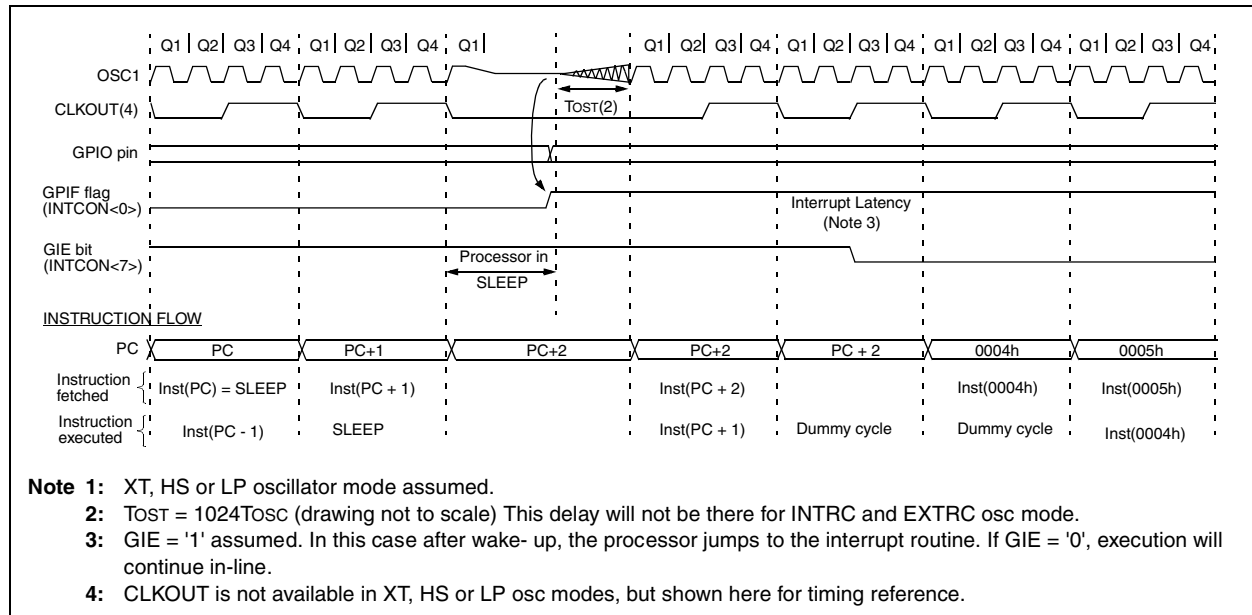 Q1 Q2 Q3 Q4 Q1 Q2 Q3 Q4 Q1 Q1 Q2 Q3 Q4 Q1 Q2 Q3 Q4 Q1 Q2 Q3 Q4 Q1 Q2 Q3 Q4
OSC1
TOST(2)
CLKOUT(4)
GPIO pin
GPIF flag
(INTCON<0>)
Interrupt Latency
(Note 3)
GIE bit
(INTCON<7>)
Processor in
SLEEP
INSTRUCTION FLOW
PC PC PC+1 PC+2 PC+2 PC + 2 0004h 0005h
Instruction
fetched
Inst(PC) = SLEEP Inst(PC + 1) Inst(PC + 2) Inst(0004h) Inst(0005h)
Instruction
executed
Inst(PC - 1) SLEEP Inst(PC + 1) Dummy cycle Dummy cycle Inst(0004h)
Note 1: XT, HS or LP oscillator mode assumed.
2: TOST = 1024TOSC (drawing not to scale) This delay will not be there for INTRC and EXTRC osc mode.
3: GIE = '1' assumed. In this case after wake- up, the processor jumps to the interrupt routine. If GIE = '0', execution will
continue in-line.
4: CLKOUT is not available in XT, HS or LP osc modes, but shown here for timing reference.